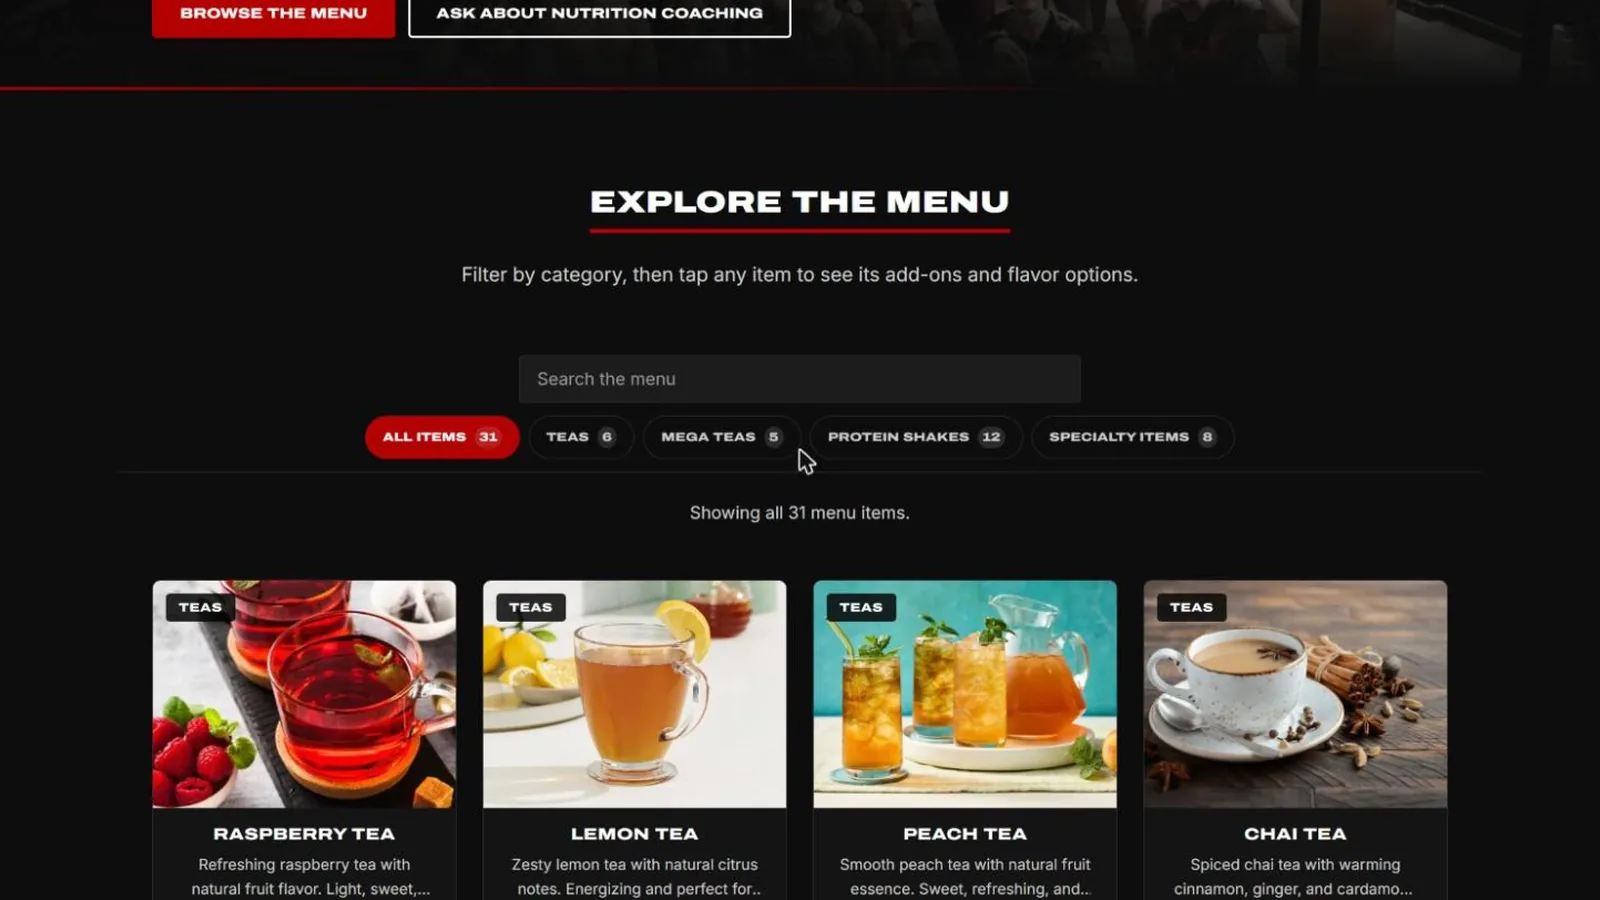 BROWSE THE MENU
ASK ABOUT NUTRITION COACHING
EXPLORE THE MENU
Filter by category, then tap any item to see its add-ons and flavor options.
Search the menu
ALL ITEMS 31
TEAS 6
MEGA TEAS 5
PROTEIN SHAKES 12
SPECIALTY ITEMS 8
Showing all 31 menu items.
TEAS
TEAS
TEAS
TEAS
RASPBERRY TEA
Refreshing raspberry tea with
natural fruit flavor. Light, sweet,...
LEMON TEA
Zesty lemon tea with natural citrus
notes. Energizing and perfect for..
PEACH TEA
Smooth peach tea with natural fruit
essence. Sweet, refreshing, and...
CHAI TEA
Spiced chai tea with warming
cinnamon, ginger, and cardamo...